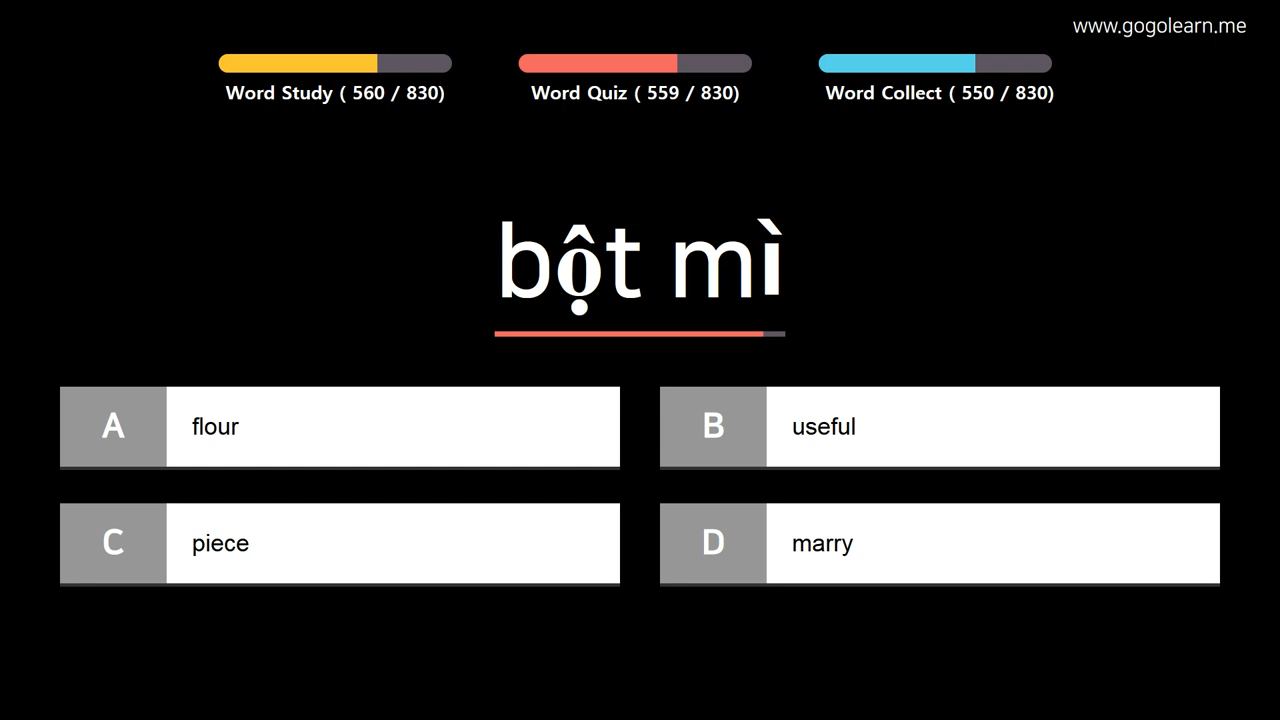 www.gogolearn.me
Word Study ( 560 / 830)
Word Quiz ( 559 / 830)
Word Collect ( 550 / 830)
bột mì
A flour
B useful
C piece
D marry